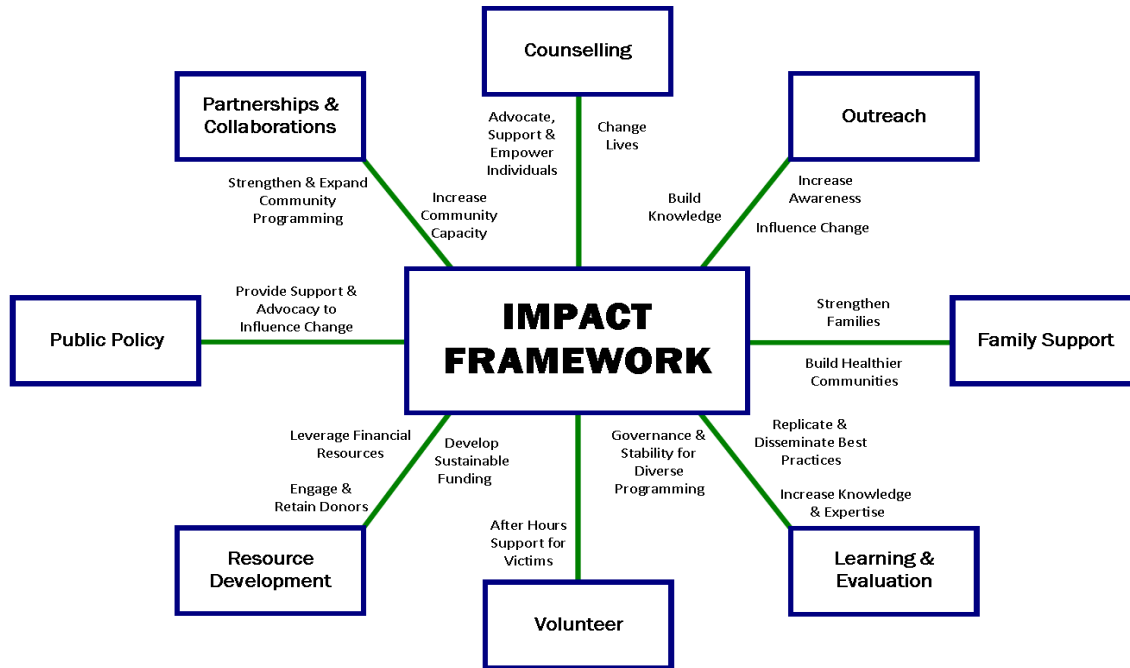 Counselling
Partnerships &
Collaborations
Outreach
Advocate,
Support &
Empower
Individuals
Change
Lives
Strengthen & Expand
Community
Programming
Increase
Community
Capacity
Build
Knowledge
Increase
Awareness
Influence Change
Public Policy
Provide Support &
Advocacy to
Influence Change
IMPACT
FRAMEWORK
Strengthen
Families
Build Healthier
Communities
Family Support
Leverage Financial
Resources
Engage &
Retain Donors
Develop
Sustainable
Funding
Governance &
Stability for
Diverse
Programming
Replicate &
Disseminate Best
Practices
Increase Knowledge
& Expertise
After Hours
Support for
Victims
Resource
Development
Volunteer
Learning &
Evaluation